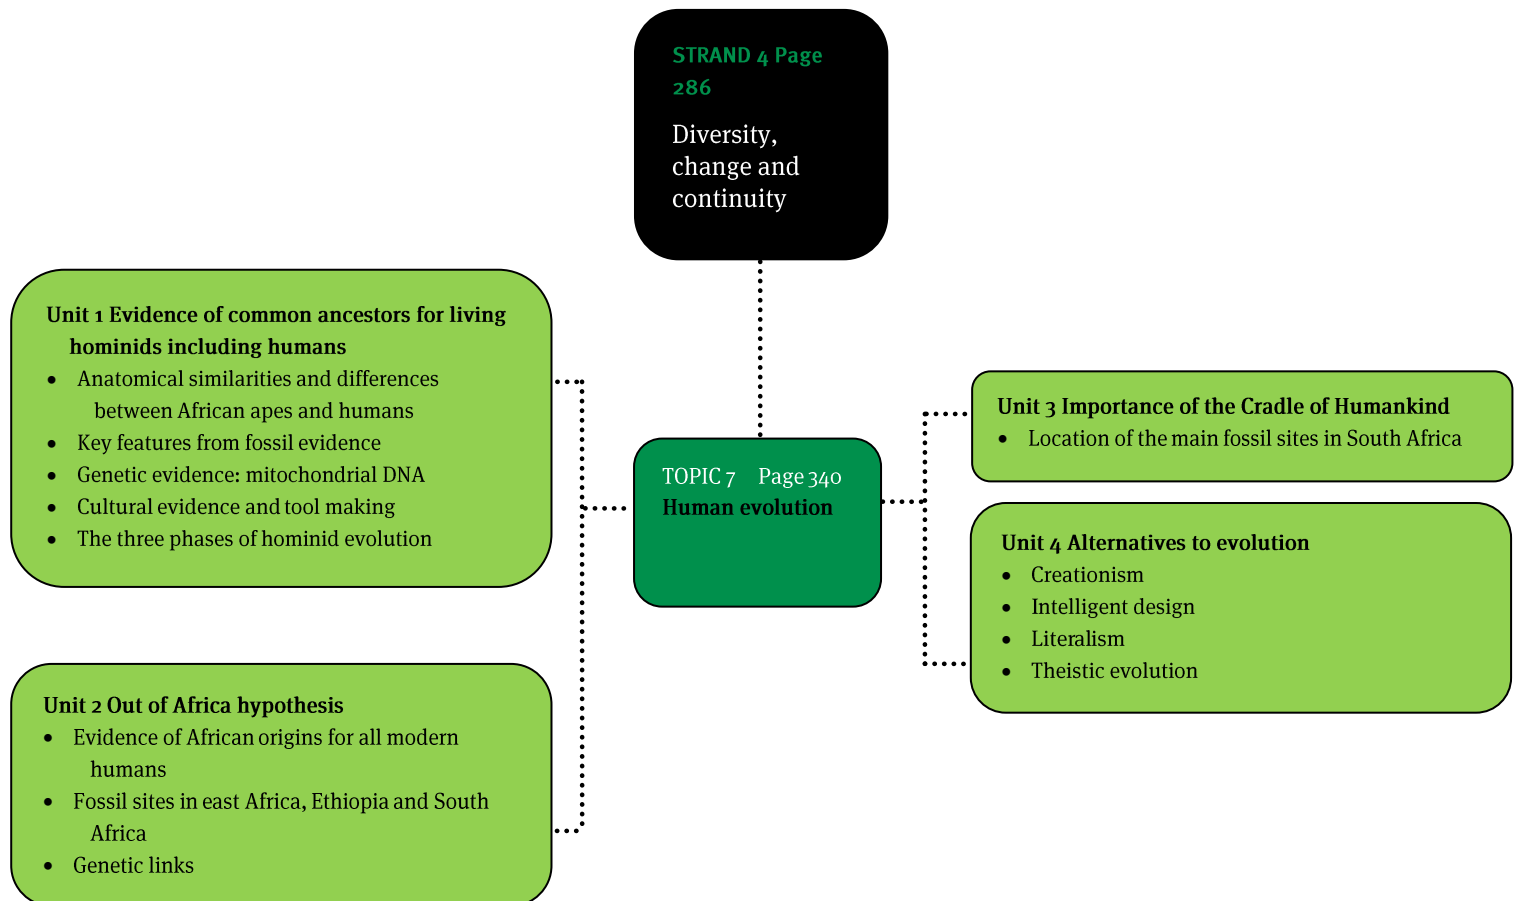 STRAND 4 Page
286
Diversity,
change and
continuity
Unit 1 Evidence of common ancestors for living
hominids including humans
• Anatomical similarities and differences
between African apes and humans
• Key features from fossil evidence
• Genetic evidence: mitochondrial DNA
• Cultural evidence and tool making
• The three phases of hominid evolution
Unit 2 Out of Africa hypothesis
• Evidence of African origins for all modern
humans
• Fossil sites in east Africa, Ethiopia and South
Africa
• Genetic links
TOPIC 7 Page 340
Human evolution
Unit 3 Importance of the Cradle of Humankind
• Location of the main fossil sites in South Africa
Unit 4 Alternatives to evolution
• Creationism
• Intelligent design
• Literalism
• Theistic evolution